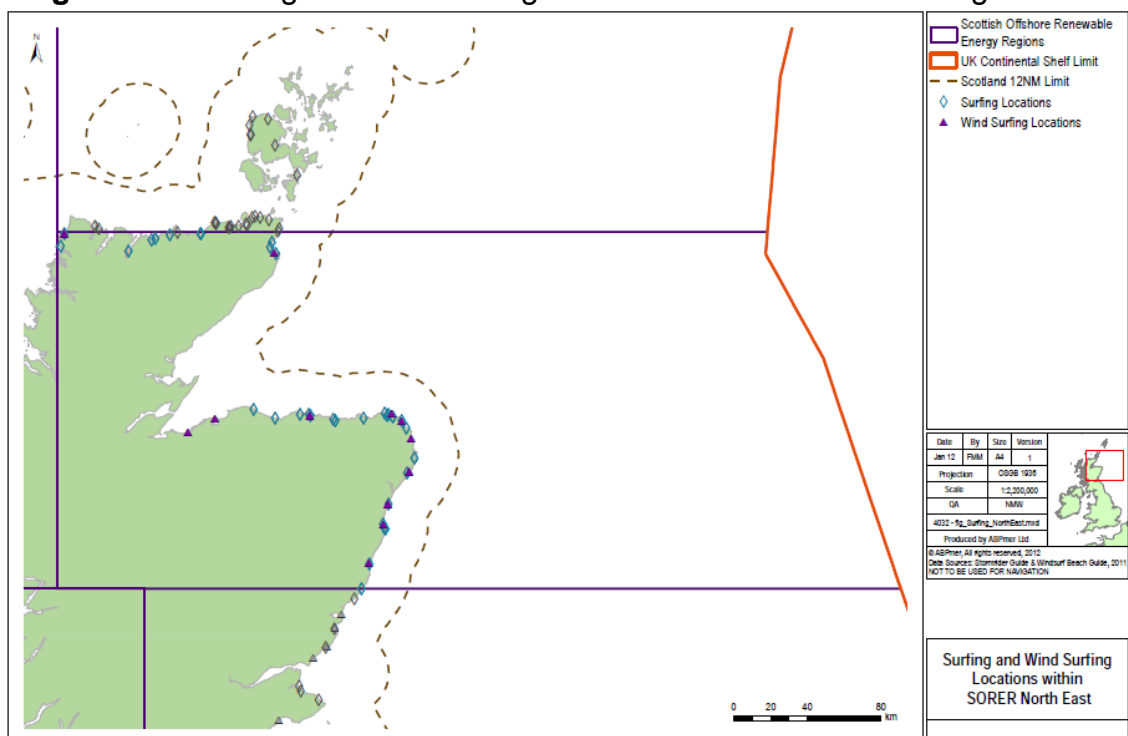 Scottish Offshore Renewable
Energy Regions
UK Continental Shelf Limit
Scotland 12NM Limit
Surfing Locations
Wind Surfing Locations
N
Date By Size Version
Jan 12 FMM A4 1
Projection OSGB 1936
Scale 1:2,200,000
QA NMW
4032 - fig_Surfing_NorthEast.mxd
Produced by ABPmer Ltd
© ABPmer, All rights reserved, 2012
Data Sources: Stormrider Guide & Windsurf Beach Guide, 2011
NOT TO BE USED FOR NAVIGATION
Surfing and Wind Surfing
Locations within
SORER North East
0 20 40 80
km